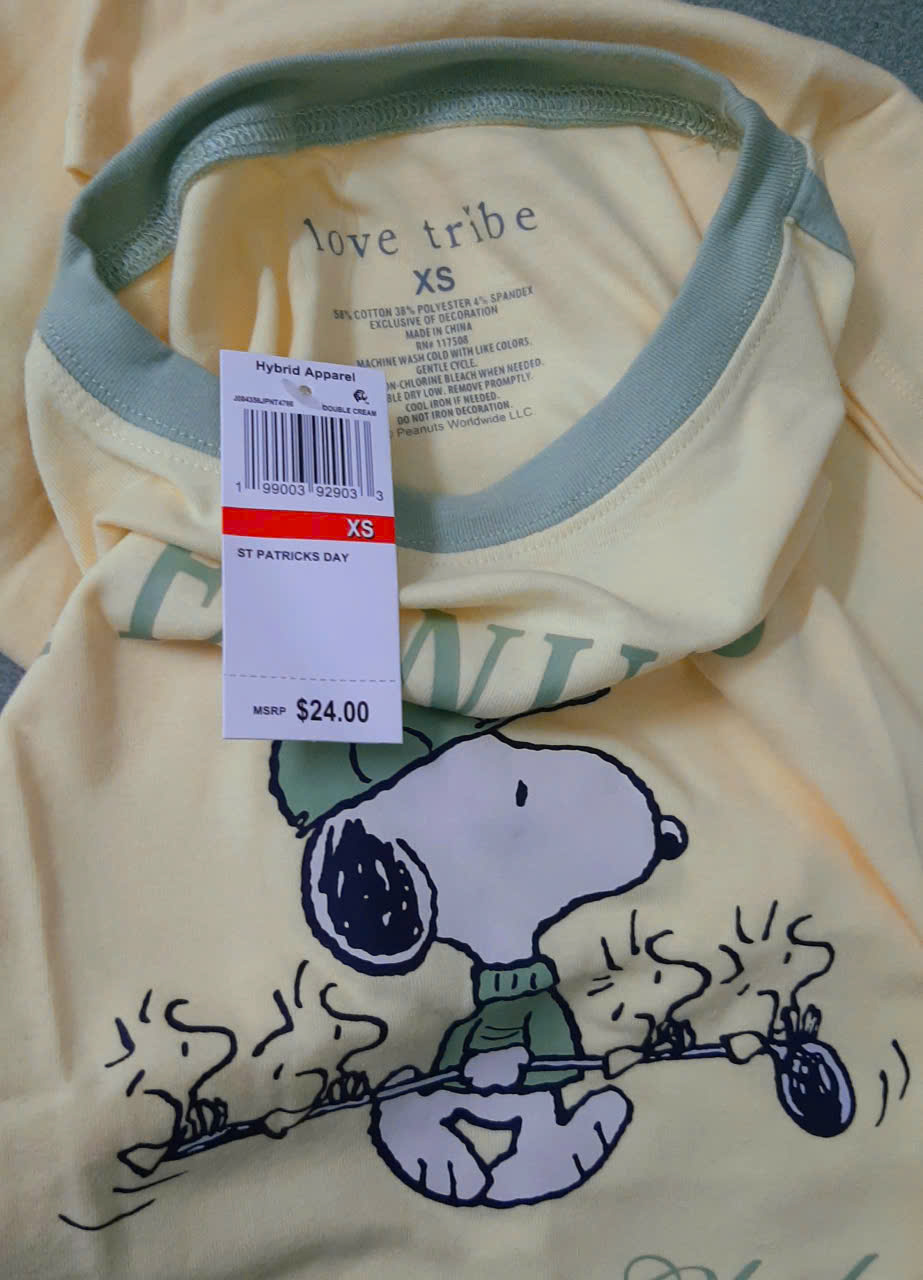 love tribe
XS
58% COTTON 38% POLYESTER 4% SPANDEX
EXCLUSIVE OF DECORATION
MADE IN CHINA
RN# 117508
MACHINE WASH COLD WITH LIKE COLORS.
GENTLE CYCLE.
ON-CHLORINE BLEACH WHEN NEEDED.
BLE DRY LOW. REMOVE PROMPTLY.
COOL IRON IF NEEDED.
DO NOT IRON DECORATION.
Peanuts Worldwide LLC
Hybrid Apparel
DOUBLE CREAM
1 99003 92903 3
XS
ST PATRICKS DAY
MSRP $24.00